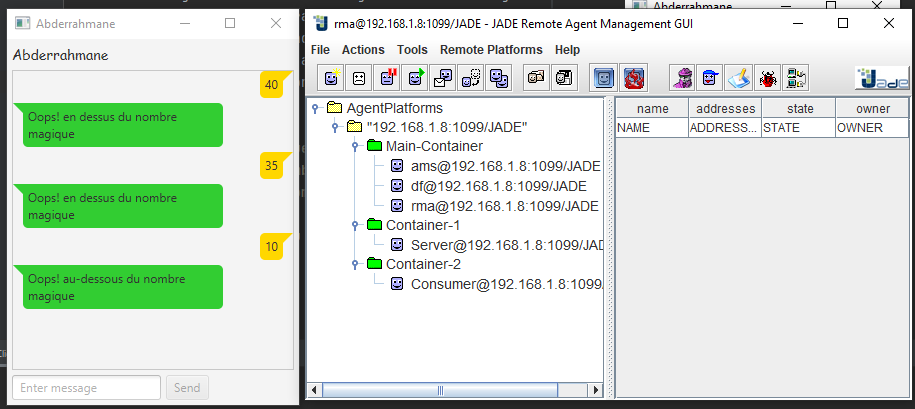 Abderrahmane
Abderrahmane
40
Oops! en dessus du nombre
magique
35
Oops! en dessus du nombre
magique
10
Oops! au-dessous du nombre
magique
Enter message
Send
rma@192.168.1.8:1099/JADE - JADE Remote Agent Management GUI
File Actions Tools Remote Platforms Help
Jade
AgentPlatforms
"192.168.1.8:1099/JADE"
Main-Container
ams@192.168.1.8:1099/JADE
df@192.168.1.8:1099/JADE
rma@192.168.1.8:1099/JADE
Container-1
Server@192.168.1.8:1099/JAD
Container-2
Consumer@192.168.1.8:1099/
name addresses state owner
NAME ADDRESS... STATE OWNER